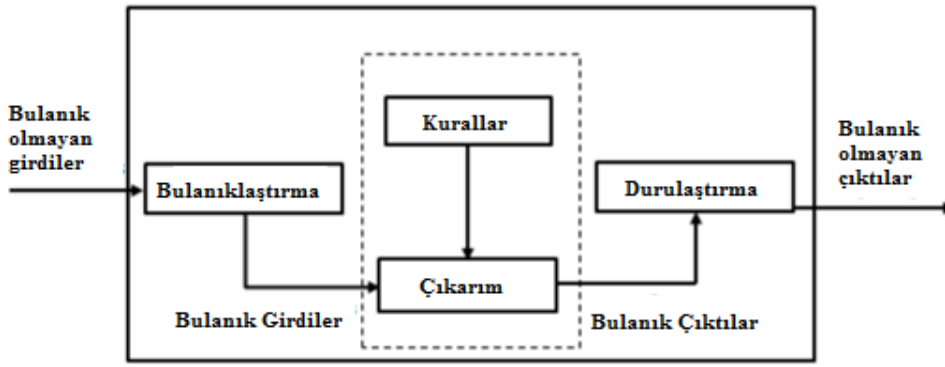 Bulanık
olmayan
girdiler
Bulanıklaştırma
Bulanık Girdiler
Kurallar
Çıkarım
Durulaştırma
Bulanık Çıktılar
Bulanık
olmayan
çıktılar